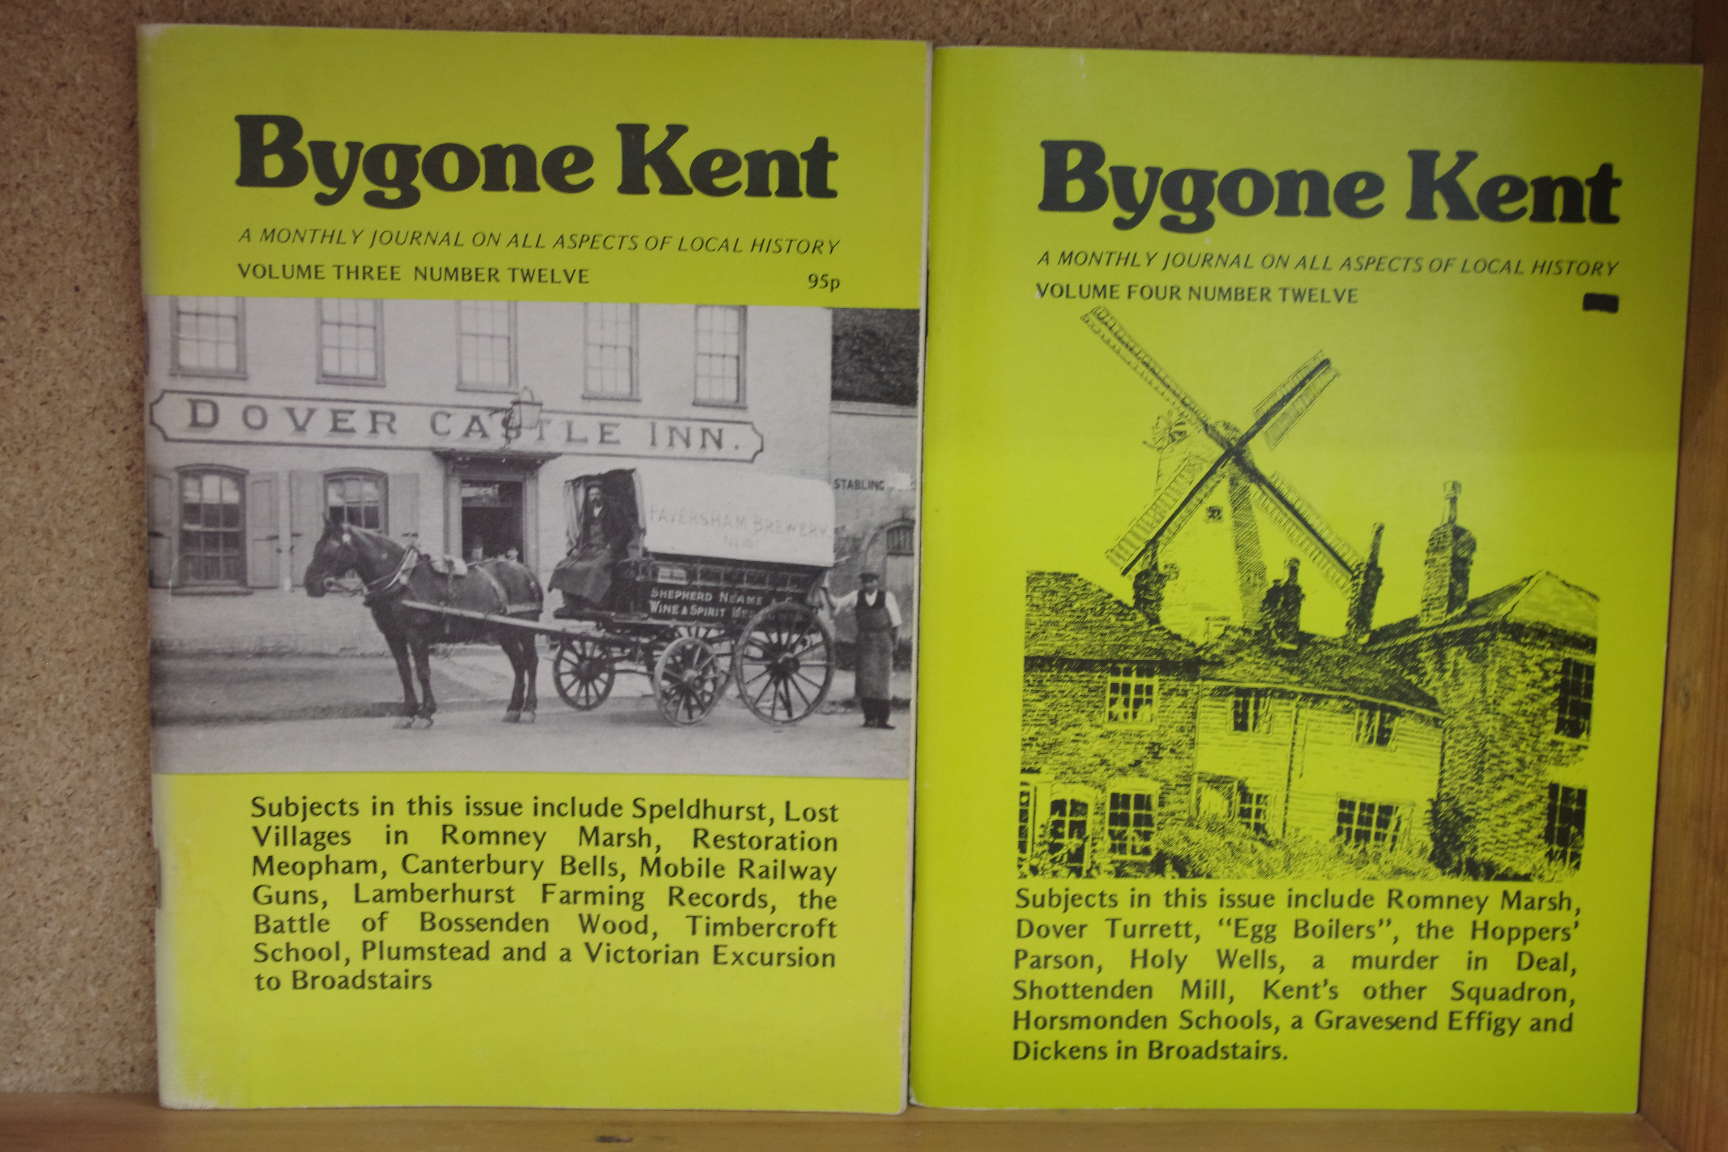 Bygone Kent
A MONTHLY JOURNAL ON ALL ASPECTS OF LOCAL HISTORY
VOLUME THREE NUMBER TWELVE 95p
DOVER CASTLE INN.
STABLING
FAVERSHAM BREWERY
SHEPHERD NEAME &
WINE & SPIRIT
Subjects in this issue include Speldhurst, Lost
Villages in Romney Marsh, Restoration
Meopham, Canterbury Bells, Mobile Railway
Guns, Lamberhurst Farming Records, the
Battle of Bossenden Wood, Timbercroft
School, Plumstead and a Victorian Excursion
to Broadstairs
Bygone Kent
A MONTHLY JOURNAL ON ALL ASPECTS OF LOCAL HISTORY
VOLUME FOUR NUMBER TWELVE
Subjects in this issue include Romney Marsh,
Dover Turrett, "Egg Boilers", the Hoppers'
Parson, Holy Wells, a murder in Deal,
Shottenden Mill, Kent's other Squadron,
Horsmonden Schools, a Gravesend Effigy and
Dickens in Broadstairs.